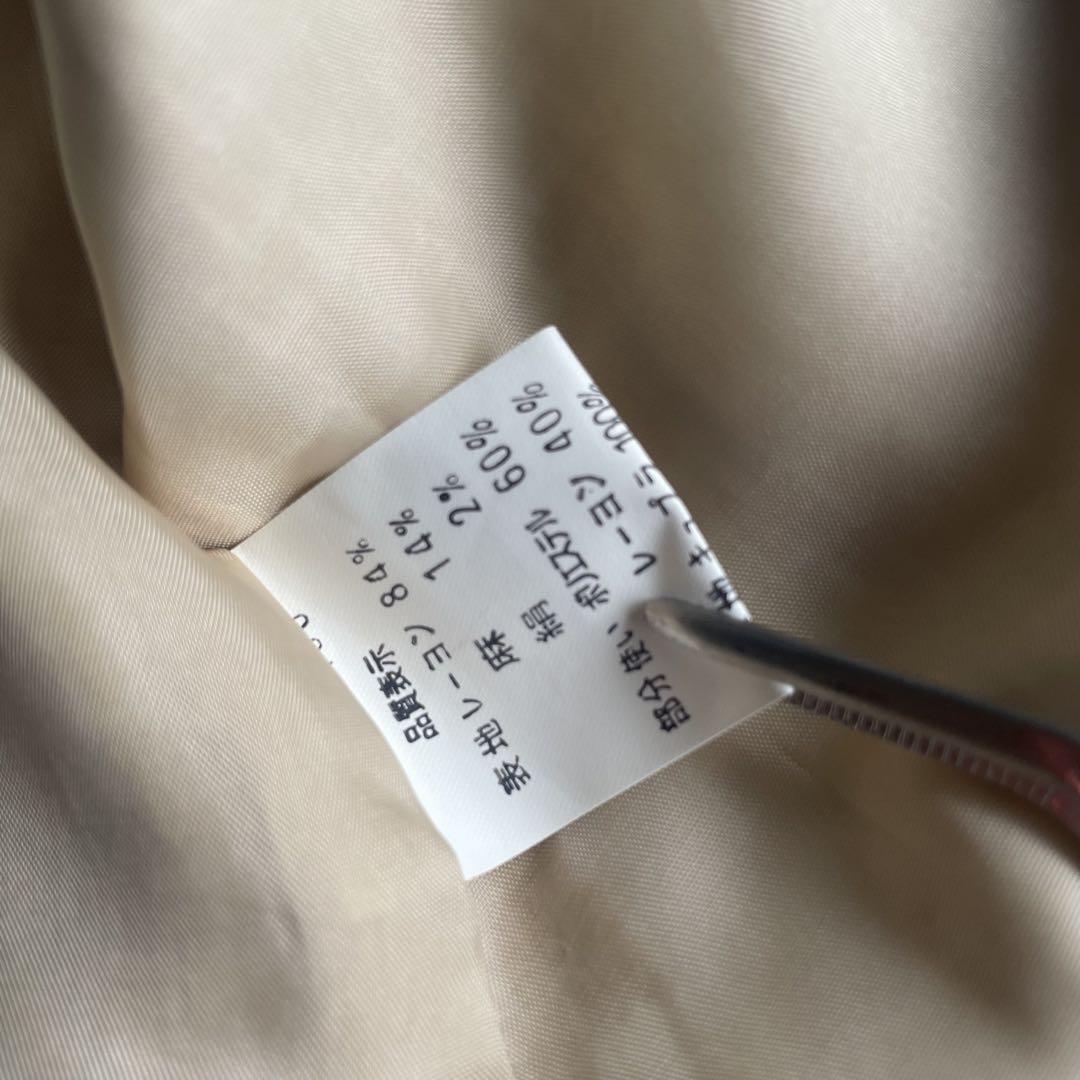 品質表示
表地 レーヨン 84%
麻 14%
絹 2%
部分使い ポリエステル 60%
レーヨン 40%
キュプラ 100%